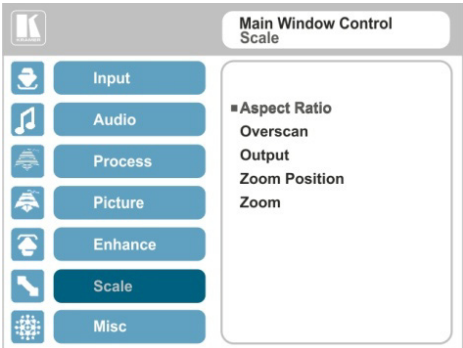 Main Window Control
Scale
Input
Audio
Process
Picture
Enhance
Scale
Misc
Aspect Ratio
Overscan
Output
Zoom Position
Zoom